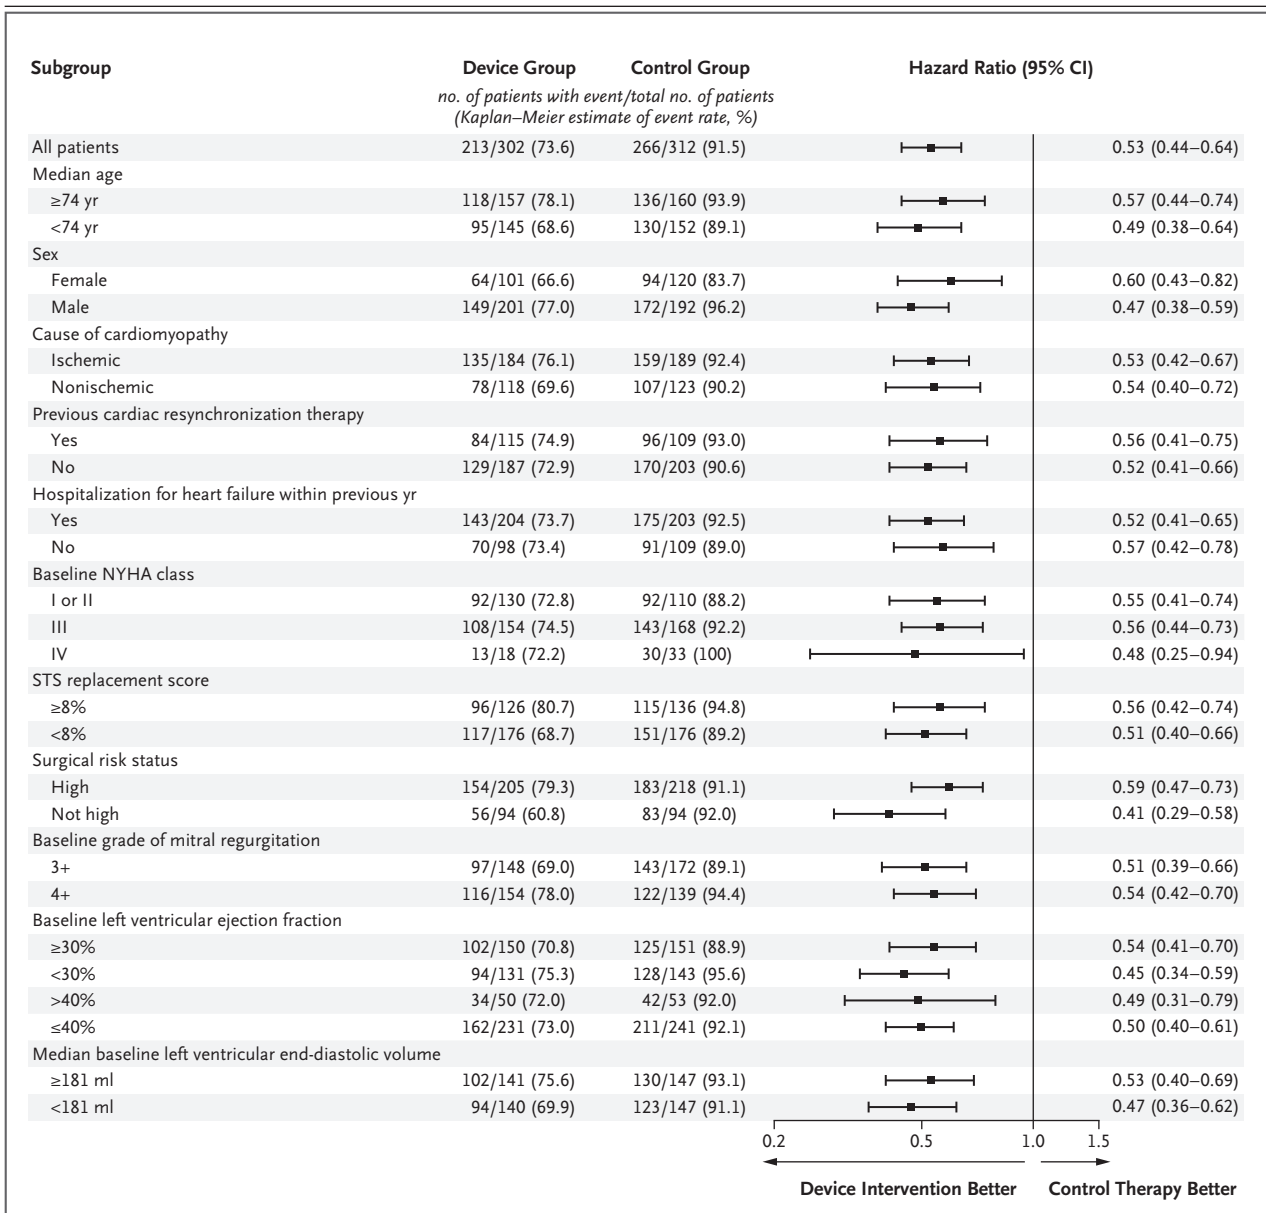 Subgroup Device Group Control Group Hazard Ratio (95% CI)
no. of patients with event/total no. of patients
(Kaplan–Meier estimate of event rate, %)
All patients 213/302 (73.6) 266/312 (91.5) 0.53 (0.44–0.64)
Median age
≥74 yr 118/157 (78.1) 136/160 (93.9) 0.57 (0.44–0.74)
<74 yr 95/145 (68.6) 130/152 (89.1) 0.49 (0.38–0.64)
Sex
Female 64/101 (66.6) 94/120 (83.7) 0.60 (0.43–0.82)
Male 149/201 (77.0) 172/192 (96.2) 0.47 (0.38–0.59)
Cause of cardiomyopathy
Ischemic 135/184 (76.1) 159/189 (92.4) 0.53 (0.42–0.67)
Nonischemic 78/118 (69.6) 107/123 (90.2) 0.54 (0.40–0.72)
Previous cardiac resynchronization therapy
Yes 84/115 (74.9) 96/109 (93.0) 0.56 (0.41–0.75)
No 129/187 (72.9) 170/203 (90.6) 0.52 (0.41–0.66)
Hospitalization for heart failure within previous yr
Yes 143/204 (73.7) 175/203 (92.5) 0.52 (0.41–0.65)
No 70/98 (73.4) 91/109 (89.0) 0.57 (0.42–0.78)
Baseline NYHA class
I or II 92/130 (72.8) 92/110 (88.2) 0.55 (0.41–0.74)
III 108/154 (74.5) 143/168 (92.2) 0.56 (0.44–0.73)
IV 13/18 (72.2) 30/33 (100) 0.48 (0.25–0.94)
STS replacement score
≥8% 96/126 (80.7) 115/136 (94.8) 0.56 (0.42–0.74)
<8% 117/176 (68.7) 151/176 (89.2) 0.51 (0.40–0.66)
Surgical risk status
High 154/205 (79.3) 183/218 (91.1) 0.59 (0.47–0.73)
Not high 56/94 (60.8) 83/94 (92.0) 0.41 (0.29–0.58)
Baseline grade of mitral regurgitation
3+ 97/148 (69.0) 143/172 (89.1) 0.51 (0.39–0.66)
4+ 116/154 (78.0) 122/139 (94.4) 0.54 (0.42–0.70)
Baseline left ventricular ejection fraction
≥30% 102/150 (70.8) 125/151 (88.9) 0.54 (0.41–0.70)
<30% 94/131 (75.3) 128/143 (95.6) 0.45 (0.34–0.59)
>40% 34/50 (72.0) 42/53 (92.0) 0.49 (0.31–0.79)
≤40% 162/231 (73.0) 211/241 (92.1) 0.50 (0.40–0.61)
Median baseline left ventricular end-diastolic volume
≥181 ml 102/141 (75.6) 130/147 (93.1) 0.53 (0.40–0.69)
<181 ml 94/140 (69.9) 123/147 (91.1) 0.47 (0.36–0.62)
0.2 0.5 1.0 1.5
Device Intervention Better Control Therapy Better